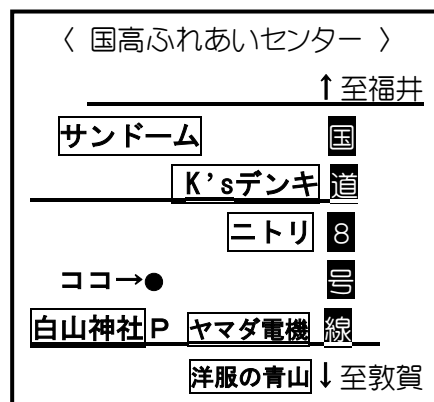 〈 国高ふれあいセンター 〉
↑至福井
サンドーム 国
K'sデンキ 道
ニトリ 8
ココ→● 号
白山神社 P ヤマダ電機 線
洋服の青山 ↓至敦賀